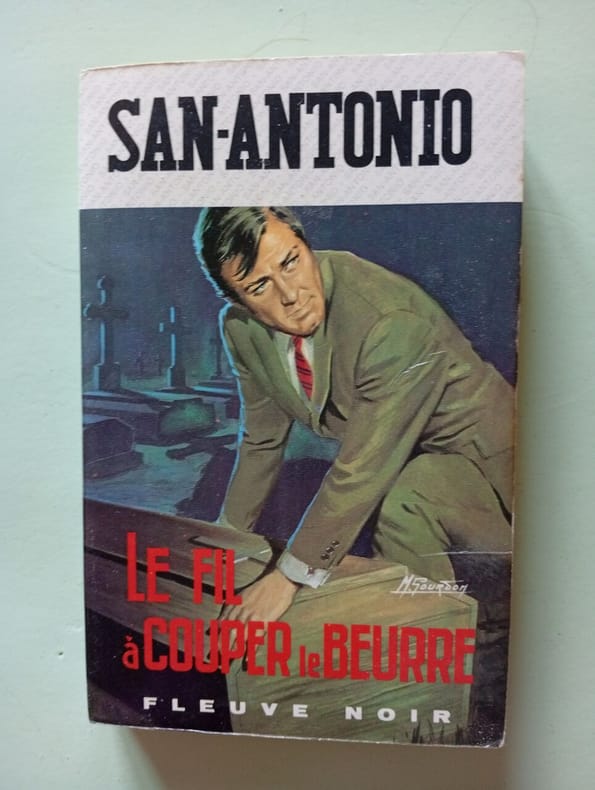 SAN-ANTONIO
M. GOURDON
LE FIL
à COUPER le BEURRE
FLEUVE NOIR